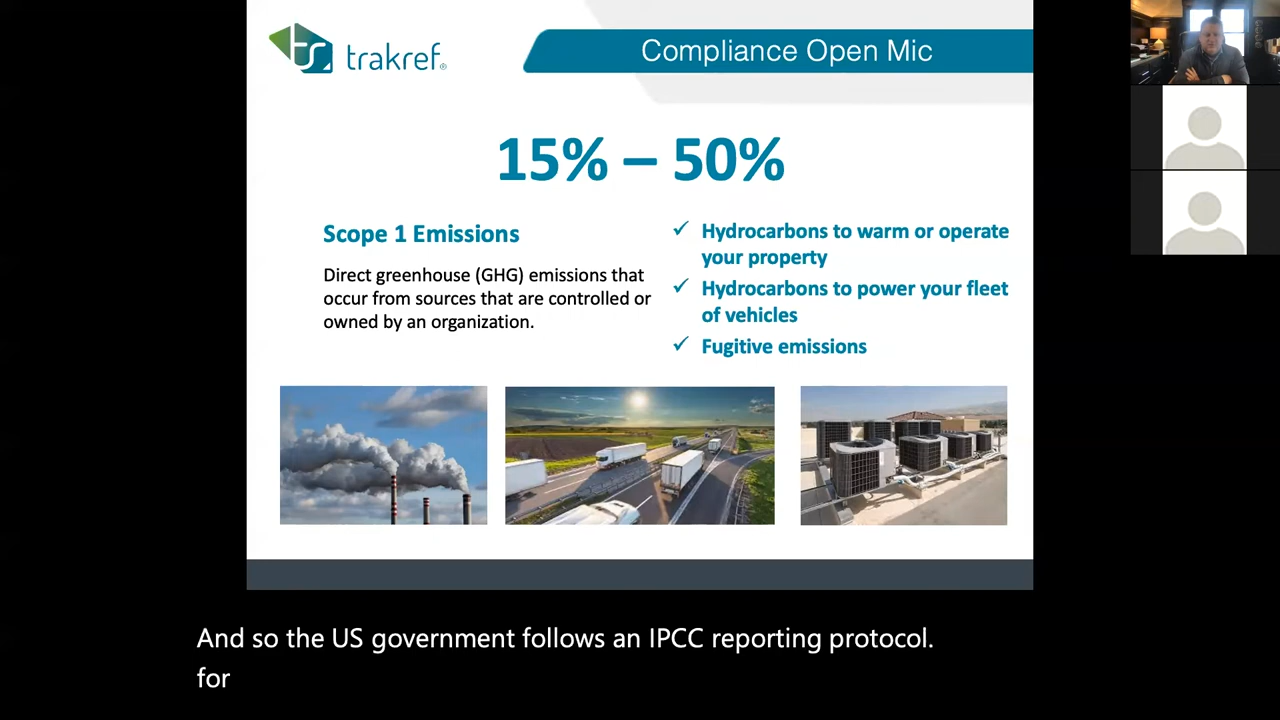 trakref
Compliance Open Mic
15% – 50%
Scope 1 Emissions
Direct greenhouse (GHG) emissions that
occur from sources that are controlled or
owned by an organization.
Hydrocarbons to warm or operate
your property
Hydrocarbons to power your fleet
of vehicles
Fugitive emissions
And so the US government follows an IPCC reporting protocol.
for